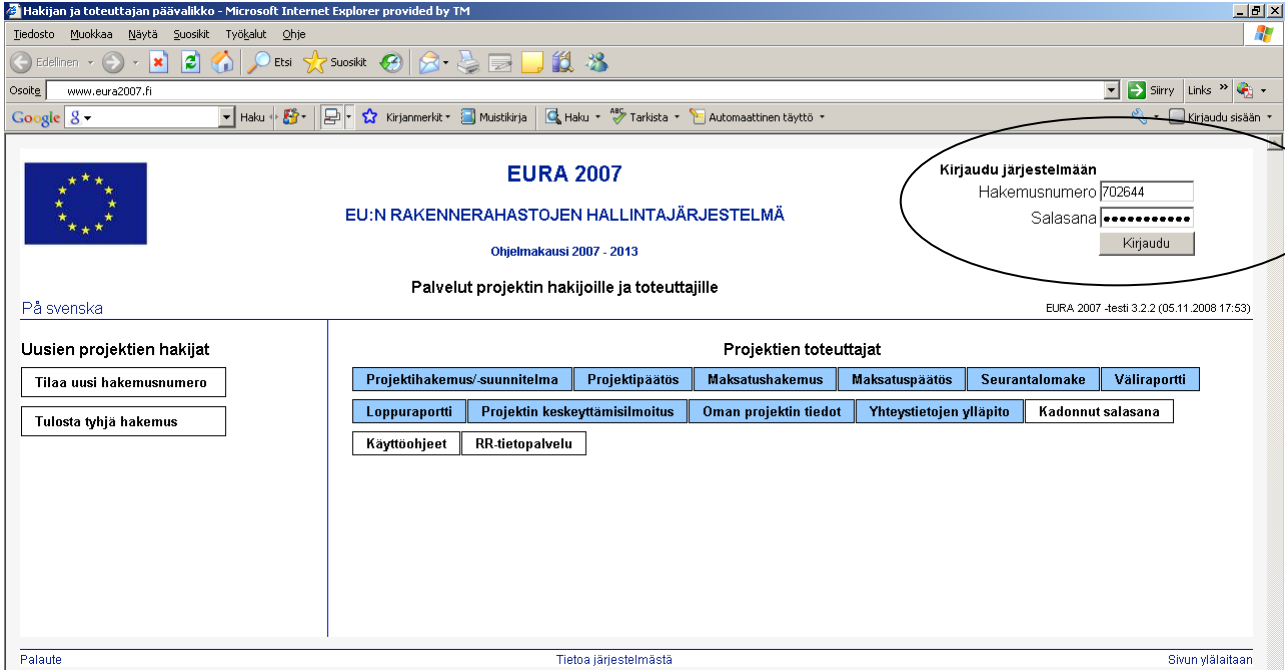 Hakijan ja toteuttajan päävalikko - Microsoft Internet Explorer provided by TM
Tiedosto Muokkaa Näytä Suosikit Työkalut Ohje
Edellinen Etsi Suosikit
Osoite www.eura2007.fi Siirry Links »
Google Haku Kirjanmerkit Muistikirja Haku Tarkista Automaattinen täyttö Kirjaudu sisään
EURA 2007
EU:N RAKENNERAHASTOJEN HALLINTAJÄRJESTELMÄ
Ohjelmakausi 2007 - 2013
Palvelut projektin hakijoille ja toteuttajille
Kirjaudu järjestelmään
Hakemusnumero 702644
Salasana •••••••••••
Kirjaudu
På svenska
EURA 2007 -testi 3.2.2 (05.11.2008 17:53)
Uusien projektien hakijat
Tilaa uusi hakemusnumero
Tulosta tyhjä hakemus
Projektien toteuttajat
Projektihakemus/-suunnitelma Projektipäätös Maksatushakemus Maksatuspäätös Seurantalomake Väliraportti
Loppuraportti Projektin keskeyttämisilmoitus Oman projektin tiedot Yhteystietojen ylläpito Kadonnut salasana
Käyttöohjeet RR-tietopalvelu
Palaute Tietoa järjestelmästä Sivun ylälaitaan